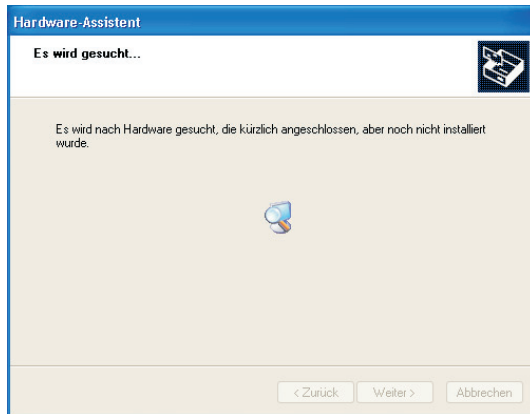 Hardware-Assistent
Es wird gesucht...
Es wird nach Hardware gesucht, die kürzlich angeschlossen, aber noch nicht installiert
wurde.
< Zurück Weiter > Abbrechen